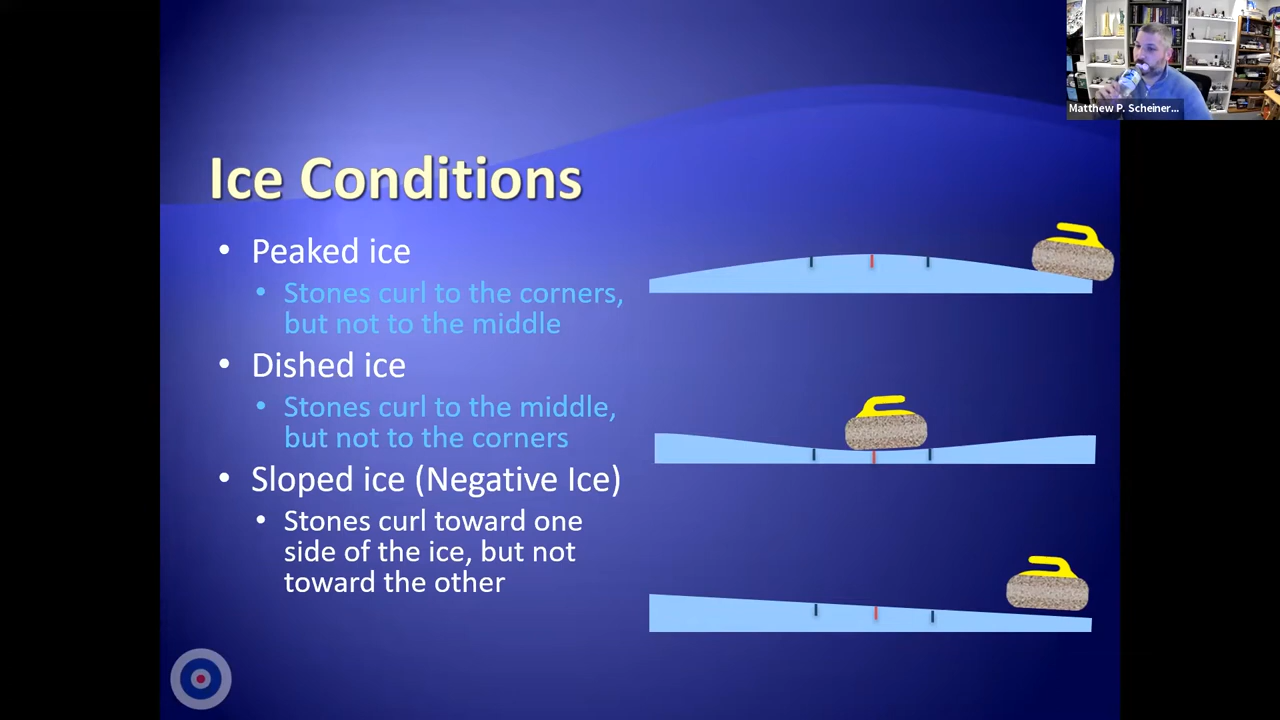 Matthew P. Scheiner...
Ice Conditions
• Peaked ice
• Stones curl to the corners,
but not to the middle
• Dished ice
• Stones curl to the middle,
but not to the corners
• Sloped ice (Negative Ice)
• Stones curl toward one
side of the ice, but not
toward the other